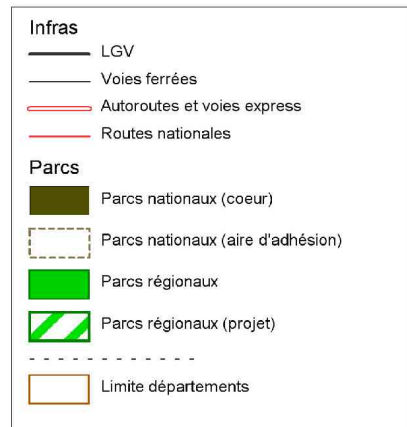 Infras
LGV
Voies ferrées
Autoroutes et voies express
Routes nationales
Parcs
Parcs nationaux (coeur)
Parcs nationaux (aire d'adhésion)
Parcs régionaux
Parcs régionaux (projet)
Limite départements